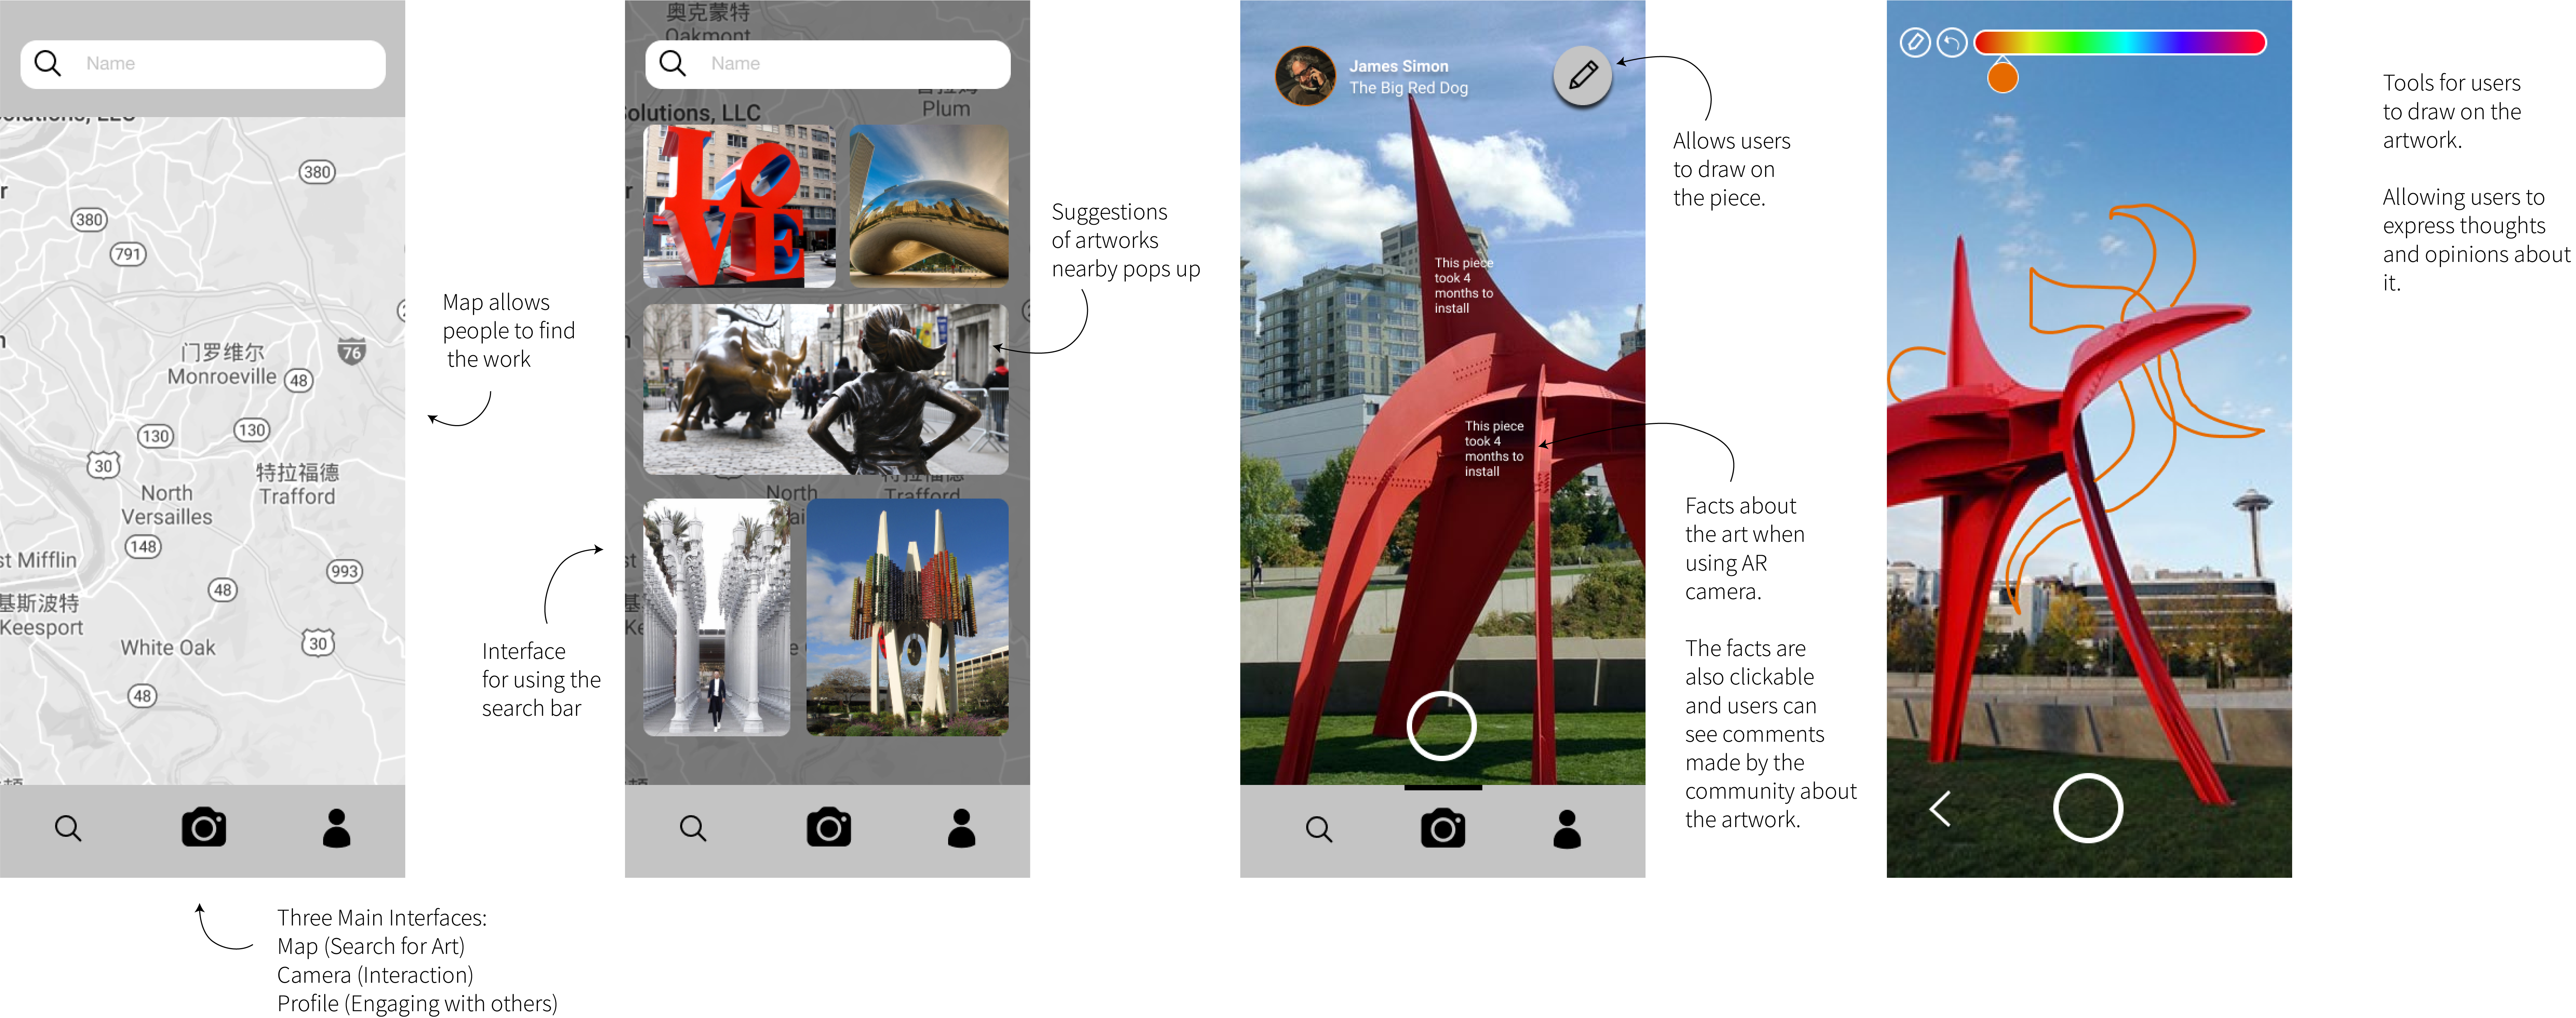 Name
380
380
791
门罗维尔
Monroeville
76
48
130
130
30
特拉福德
Trafford
North
Versailles
148
st Mifflin
993
48
基斯波特
Keesport
White Oak
30
48
Map allows
people to find
the work
Three Main Interfaces:
Map (Search for Art)
Camera (Interaction)
Profile (Engaging with others)
Interface
for using the
search bar
奥克蒙特
Oakmont
Name
Plum
olutions, LLC
LOVE
North
Trafford
Suggestions
of artworks
nearby pops up
James Simon
The Big Red Dog
This piece
took 4
months to
install
This piece
took 4
months to
install
Allows users
to draw on
the piece.
Facts about
the art when
using AR
camera.
The facts are
also clickable
and users can
see comments
made by the
community about
the artwork.
Tools for users
to draw on the
artwork.
Allowing users to
express thoughts
and opinions about
it.